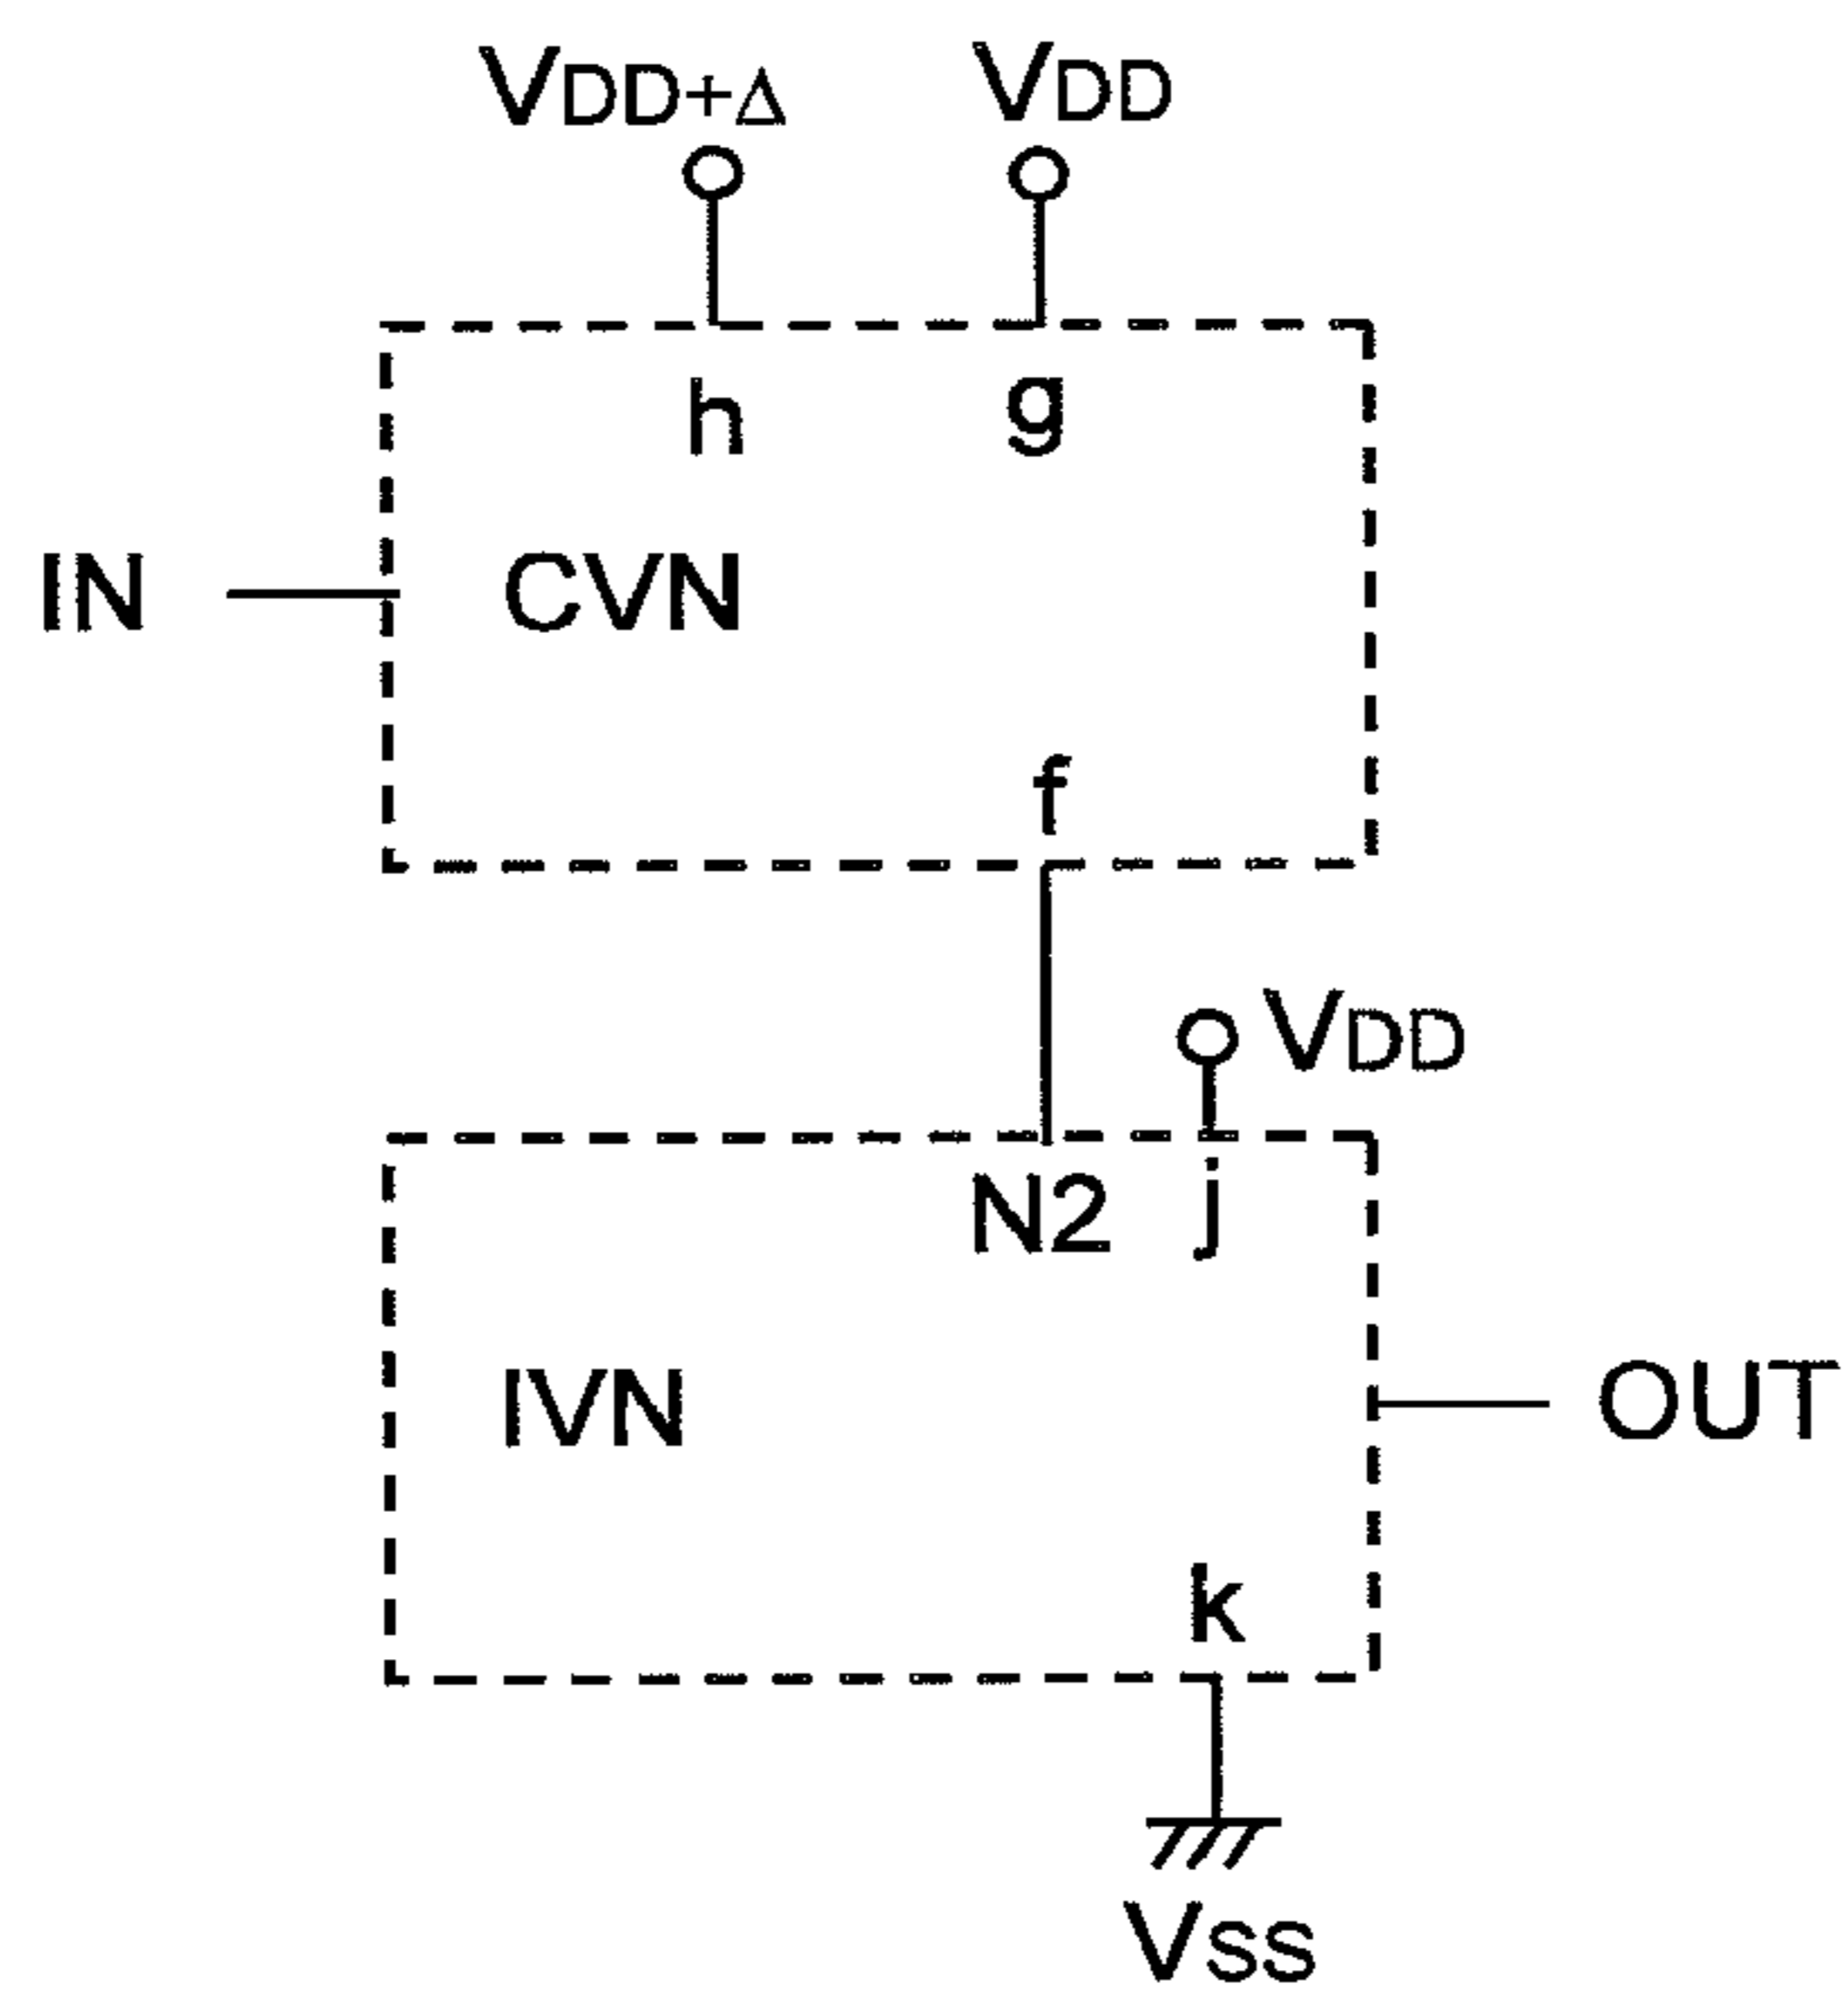 VDD+Δ VDD
h g
IN CVN
f
VDD
N2 j
IVN OUT
k
VSS